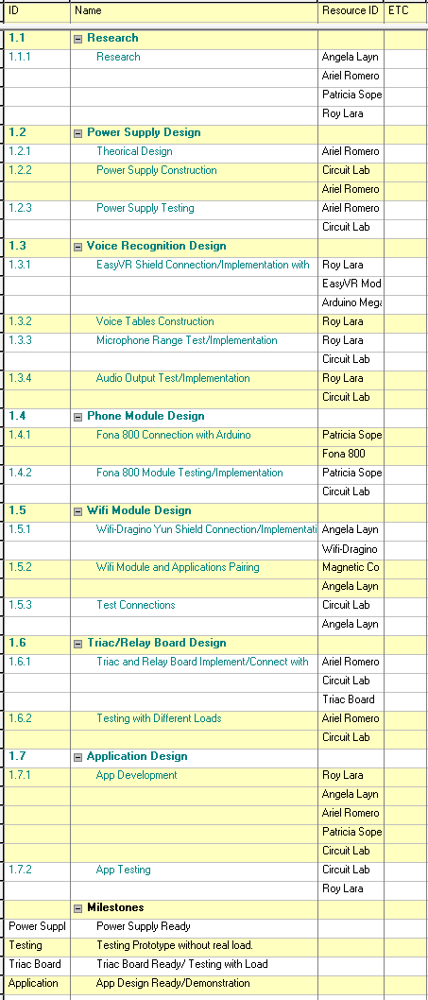 ID Name Resource ID ETC
1.1 Research
1.1.1 Research Angela Layn
Ariel Romero
Patricia Sope
Roy Lara
1.2 Power Supply Design
1.2.1 Theorical Design Ariel Romero
1.2.2 Power Supply Construction Circuit Lab
Ariel Romero
1.2.3 Power Supply Testing Ariel Romero
Circuit Lab
1.3 Voice Recognition Design
1.3.1 EasyVR Shield Connection/Implementation with Roy Lara
EasyVR Mod
Arduino Mega
1.3.2 Voice Tables Construction Roy Lara
1.3.3 Microphone Range Test/Implementation Roy Lara
Circuit Lab
1.3.4 Audio Output Test/Implementation Roy Lara
Circuit Lab
1.4 Phone Module Design
1.4.1 Fona 800 Connection with Arduino Patricia Sope
Fona 800
1.4.2 Fona 800 Module Testing/Implementation Patricia Sope
Circuit Lab
1.5 Wifi Module Design
1.5.1 Wifi-Dragino Yun Shield Connection/Implementati Angela Layn
Wifi-Dragino
1.5.2 Wifi Module and Applications Pairing Magnetic Co
Angela Layn
1.5.3 Test Connections Circuit Lab
Angela Layn
1.6 Triac/Relay Board Design
1.6.1 Triac and Relay Board Implement/Connect with Ariel Romero
Circuit Lab
Triac Board
1.6.2 Testing with Different Loads Ariel Romero
Circuit Lab
1.7 Application Design
1.7.1 App Development Roy Lara
Angela Layn
Ariel Romero
Patricia Sope
Circuit Lab
1.7.2 App Testing Circuit Lab
Roy Lara
Milestones
Power Suppl Power Supply Ready
Testing Testing Prototype without real load.
Triac Board Triac Board Ready/ Testing with Load
Application App Design Ready/Demonstration